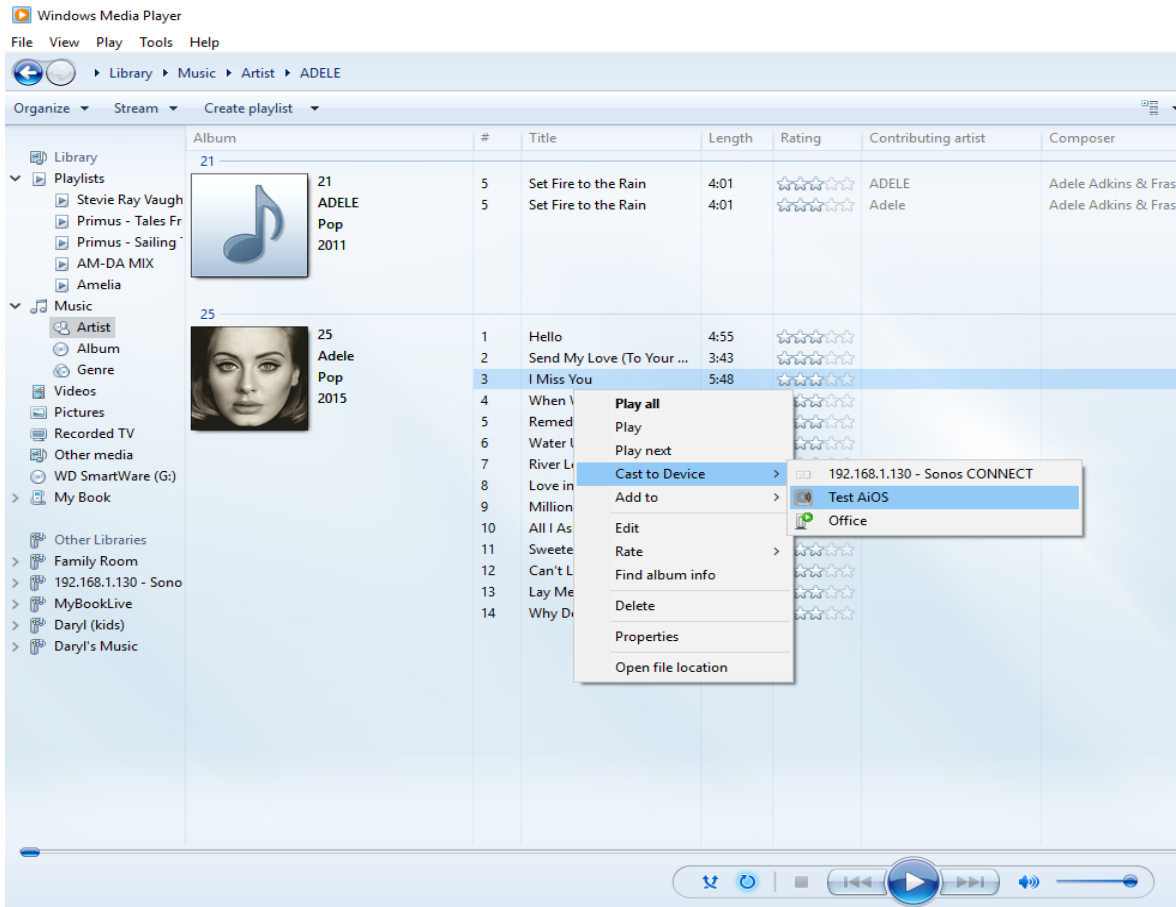 Windows Media Player
File View Play Tools Help
Library Music Artist ADELE
Organize Stream Create playlist
Album # Title Length Rating Contributing artist Composer
Library
Playlists
Stevie Ray Vaugh
Primus - Tales Fr
Primus - Sailing
AM-DA MIX
Amelia
Music
Artist
Album
Genre
Videos
Pictures
Recorded TV
Other media
WD SmartWare (G:)
My Book
Other Libraries
Family Room
192.168.1.130 - Sono
MyBookLive
Daryl (kids)
Daryl's Music
21
21
ADELE
Pop
2011
5 Set Fire to the Rain 4:01 ADELE Adele Adkins & Fras
5 Set Fire to the Rain 4:01 Adele Adele Adkins & Fras
25
25
Adele
Pop
2015
1 Hello 4:55
2 Send My Love (To Your ... 3:43
3 I Miss You 5:48
4 When
5 Remed
6 Water
7 River L
8 Love in
9 Million
10 All I As
11 Sweete
12 Can't L
13 Lay Me
14 Why D
Play all
Play
Play next
Cast to Device
Add to
Edit
Rate
Find album info
Delete
Properties
Open file location
192.168.1.130 - Sonos CONNECT
Test AiOS
Office